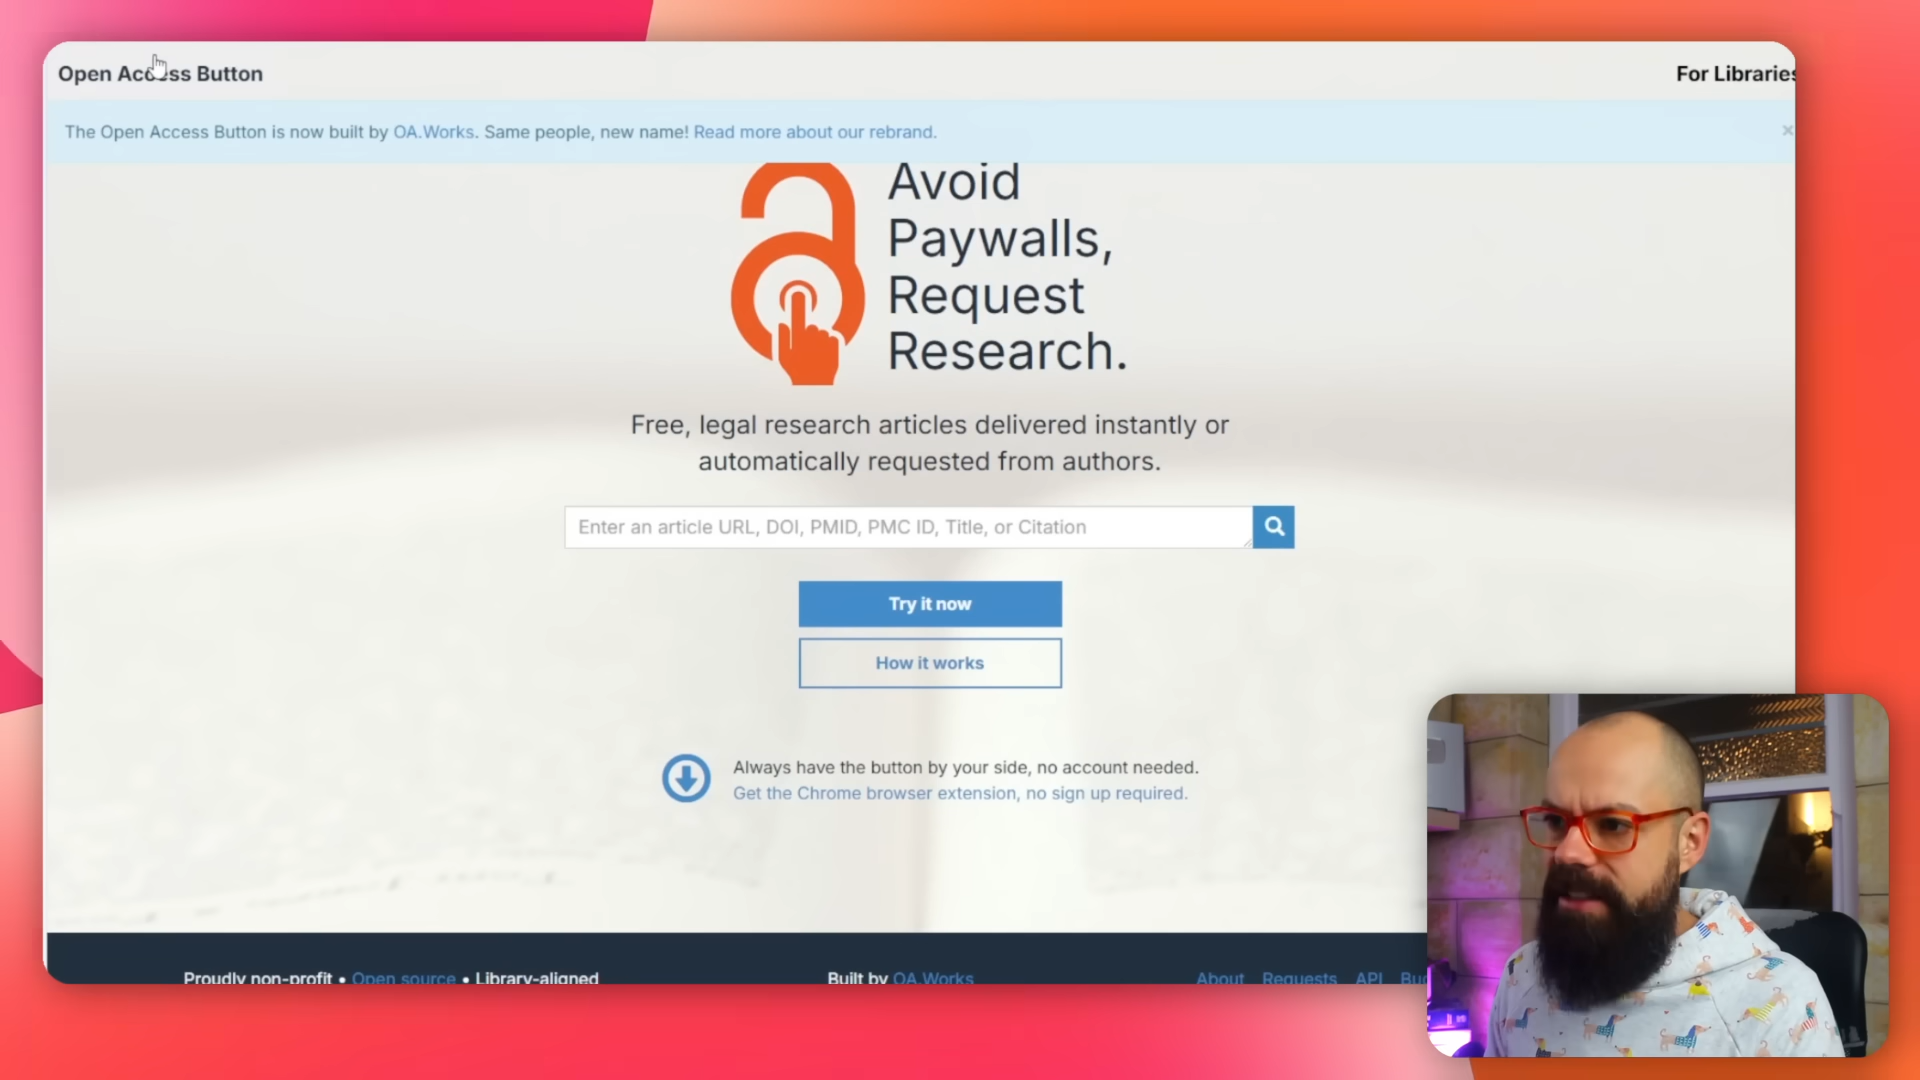 Open Access Button
For Libraries
The Open Access Button is now built by OA.Works. Same people, new name! Read more about our rebrand.
×
Avoid
Paywalls,
Request
Research.
Free, legal research articles delivered instantly or
automatically requested from authors.
Enter an article URL, DOI, PMID, PMC ID, Title, or Citation
Try it now
How it works
Always have the button by your side, no account needed.
Get the Chrome browser extension, no sign up required.
Proudly non-profit • Open source • Library-aligned
Built by OA.Works
About Requests API